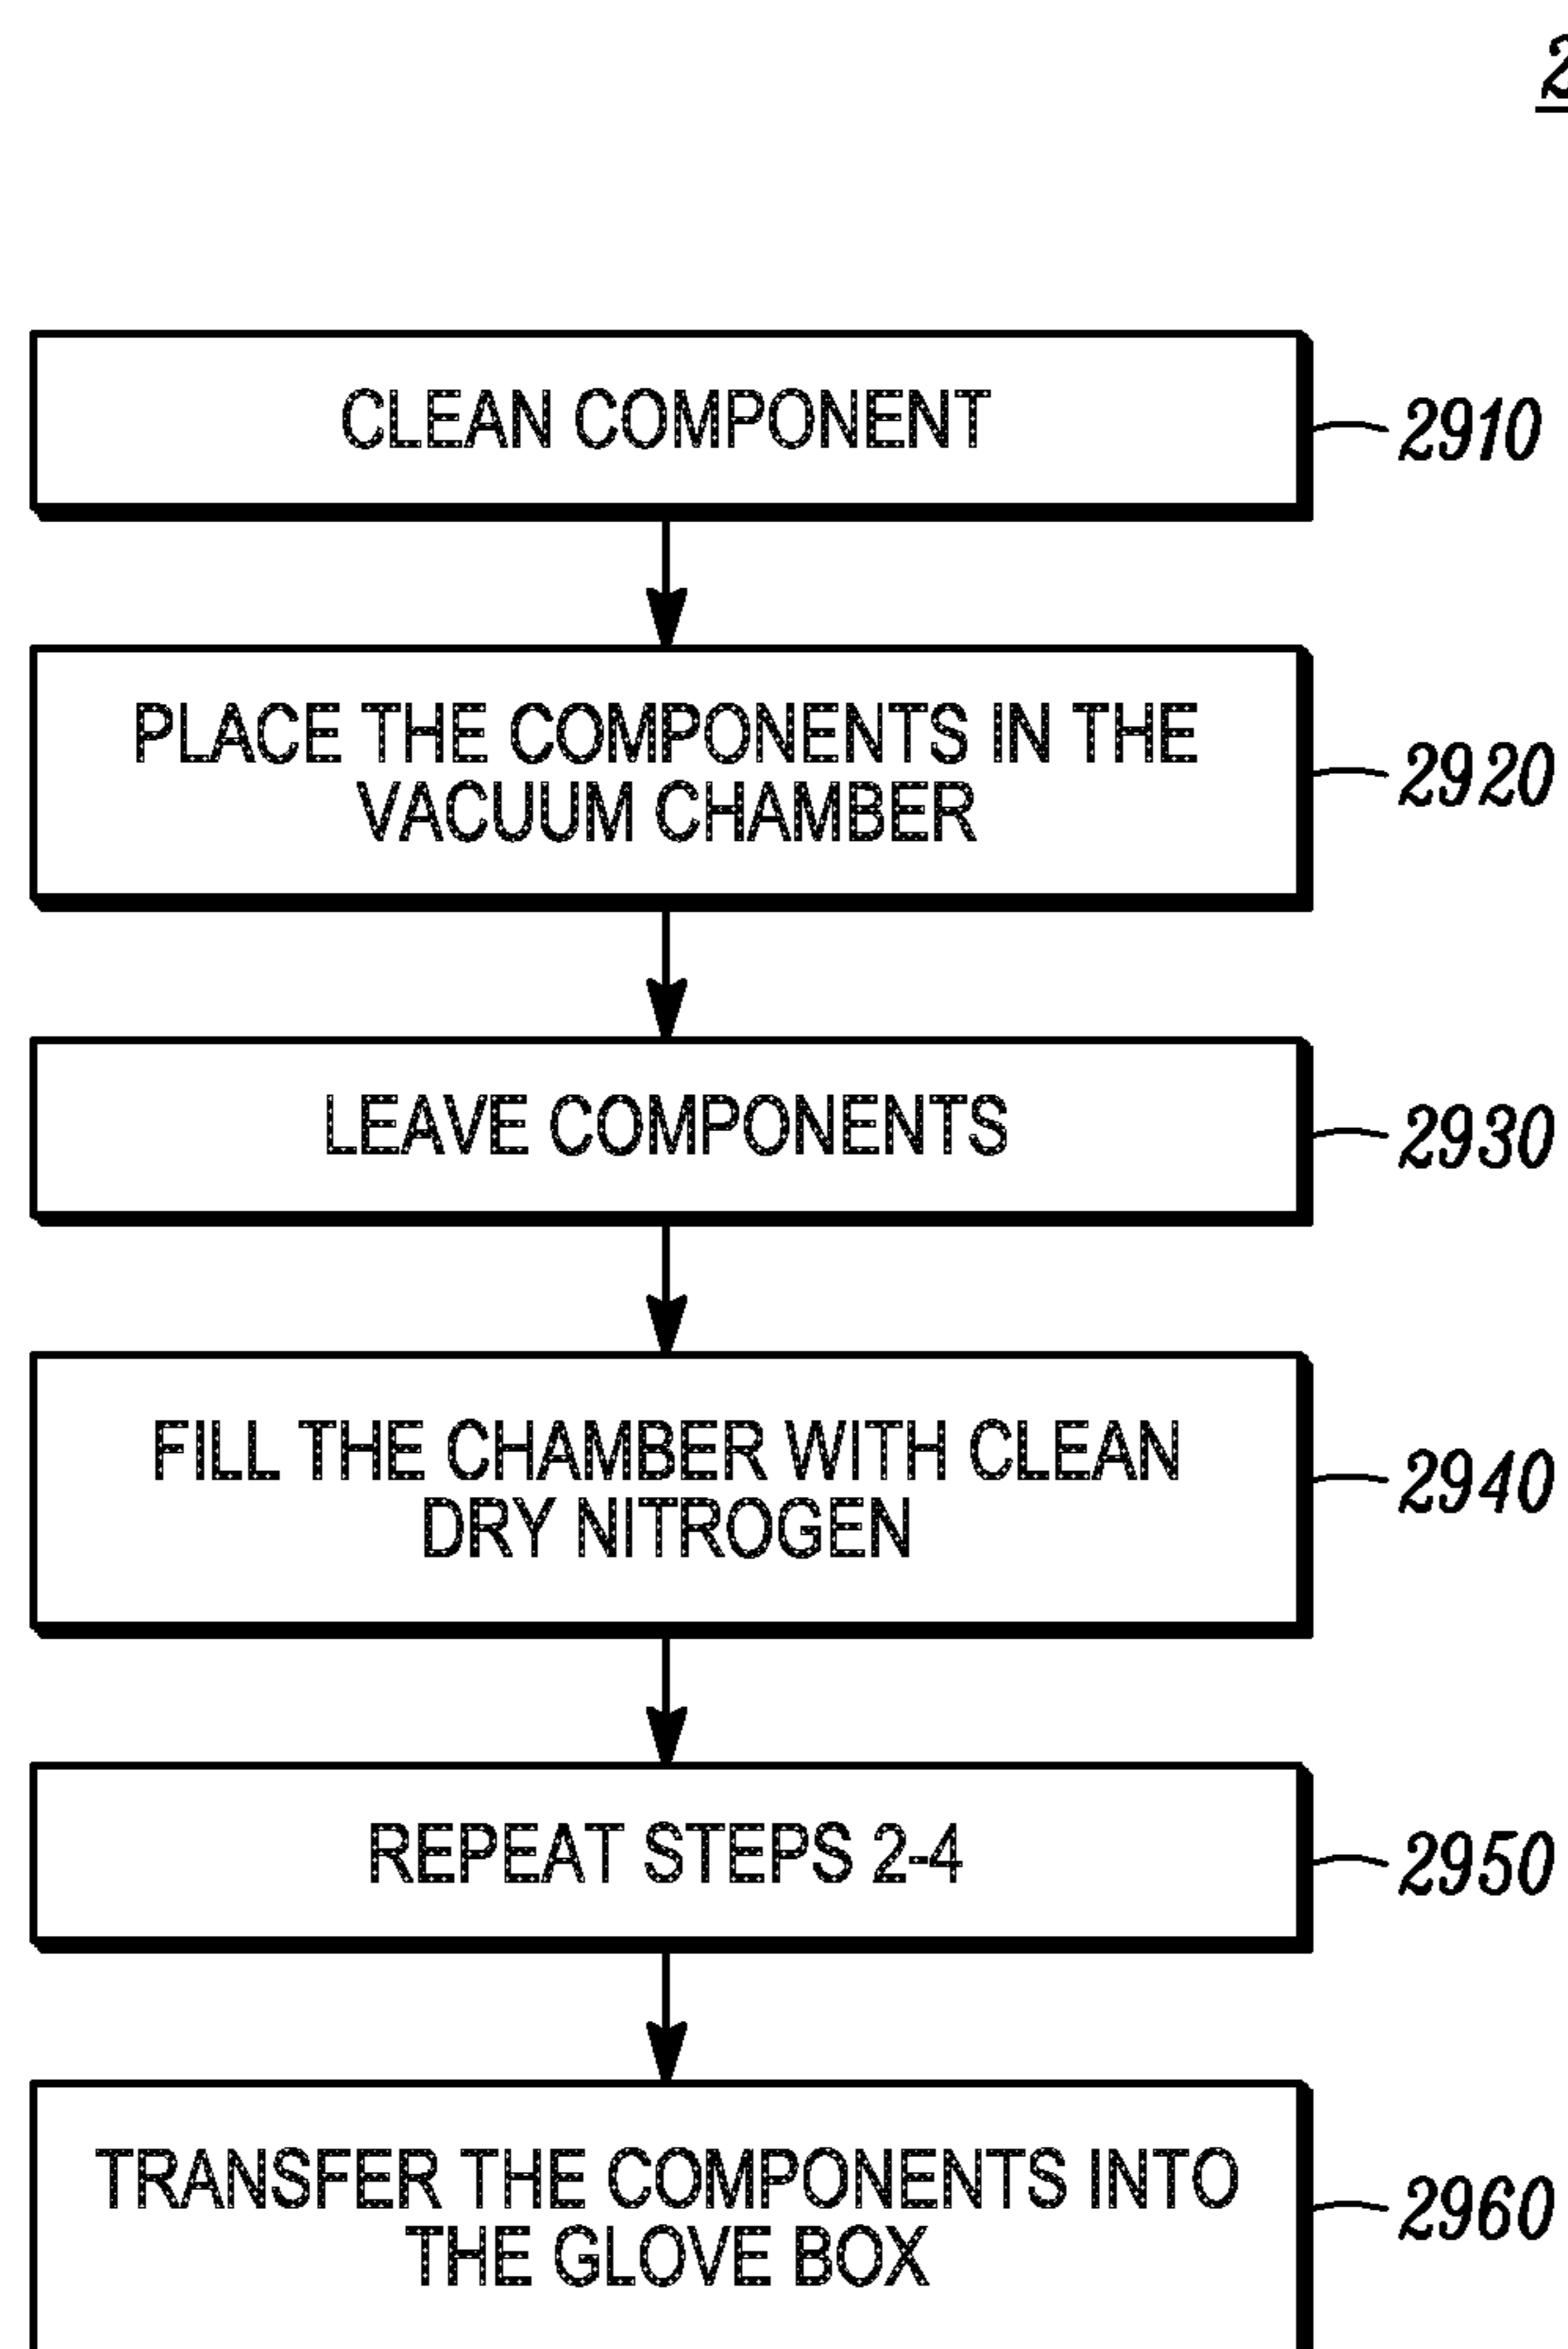 2
CLEAN COMPONENT
2910
PLACE THE COMPONENTS IN THE
VACUUM CHAMBER
2920
LEAVE COMPONENTS
2930
FILL THE CHAMBER WITH CLEAN
DRY NITROGEN
2940
REPEAT STEPS 2-4
2950
TRANSFER THE COMPONENTS INTO
THE GLOVE BOX
2960